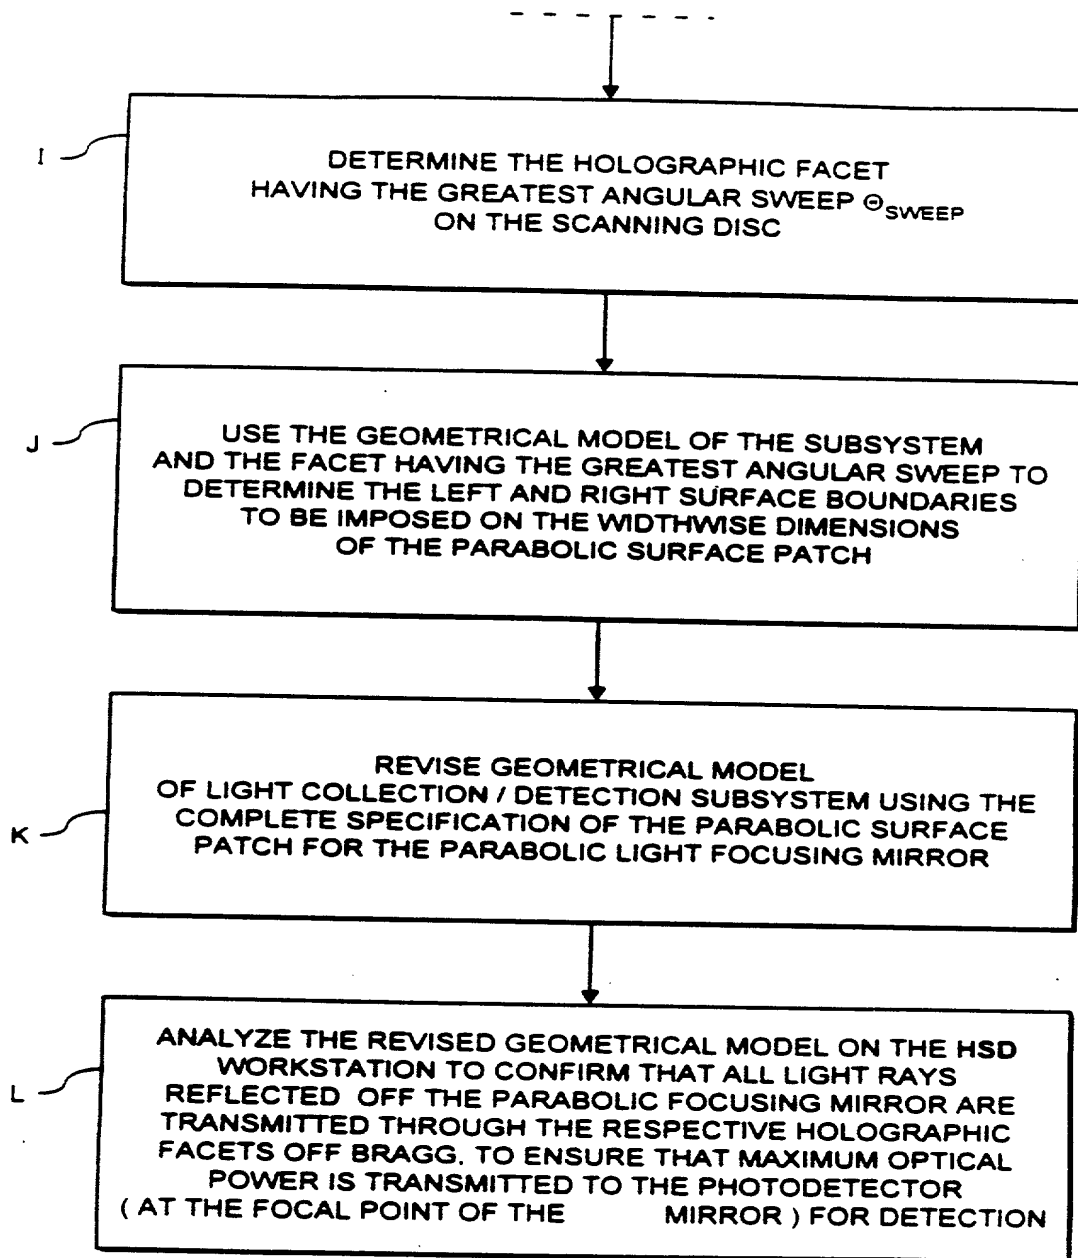 I
DETERMINE THE HOLOGRAPHIC FACET
HAVING THE GREATEST ANGULAR SWEEP ΘSWEEP
ON THE SCANNING DISC
J
USE THE GEOMETRICAL MODEL OF THE SUBSYSTEM
AND THE FACET HAVING THE GREATEST ANGULAR SWEEP TO
DETERMINE THE LEFT AND RIGHT SURFACE BOUNDARIES
TO BE IMPOSED ON THE WIDTHWISE DIMENSIONS
OF THE PARABOLIC SURFACE PATCH
K
REVISE GEOMETRICAL MODEL
OF LIGHT COLLECTION / DETECTION SUBSYSTEM USING THE
COMPLETE SPECIFICATION OF THE PARABOLIC SURFACE
PATCH FOR THE PARABOLIC LIGHT FOCUSING MIRROR
L
ANALYZE THE REVISED GEOMETRICAL MODEL ON THE HSD
WORKSTATION TO CONFIRM THAT ALL LIGHT RAYS
REFLECTED OFF THE PARABOLIC FOCUSING MIRROR ARE
TRANSMITTED THROUGH THE RESPECTIVE HOLOGRAPHIC
FACETS OFF BRAGG. TO ENSURE THAT MAXIMUM OPTICAL
POWER IS TRANSMITTED TO THE PHOTODETECTOR
( AT THE FOCAL POINT OF THE MIRROR ) FOR DETECTION